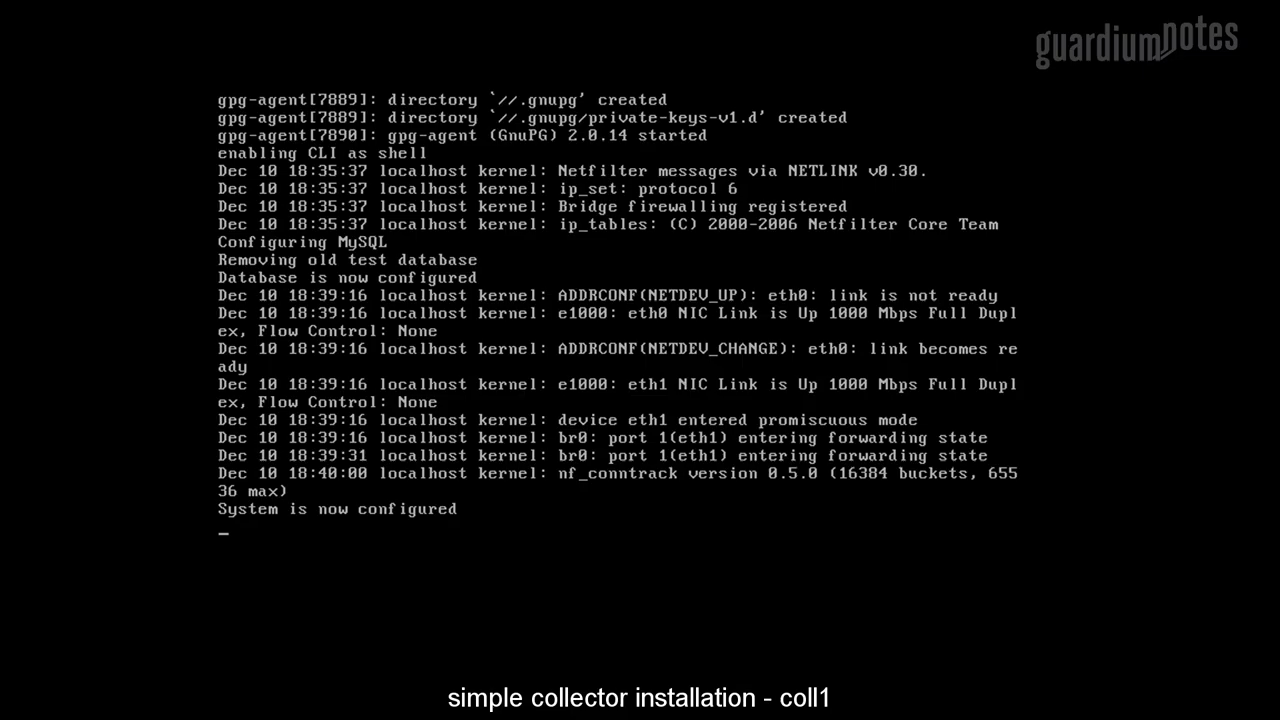 guardiumnotes
gpg-agent[7889]: directory `//.gnupg' created
gpg-agent[7889]: directory `//.gnupg/private-keys-v1.d' created
gpg-agent[7890]: gpg-agent (GnuPG) 2.0.14 started
enabling CLI as shell
Dec 10 18:35:37 localhost kernel: Netfilter messages via NETLINK v0.30.
Dec 10 18:35:37 localhost kernel: ip_set: protocol 6
Dec 10 18:35:37 localhost kernel: Bridge firewalling registered
Dec 10 18:35:37 localhost kernel: ip_tables: (C) 2000-2006 Netfilter Core Team
Configuring MySQL
Removing old test database
Database is now configured
Dec 10 18:39:16 localhost kernel: ADDRCONF(NETDEV_UP): eth0: link is not ready
Dec 10 18:39:16 localhost kernel: e1000: eth0 NIC Link is Up 1000 Mbps Full Dupl
ex, Flow Control: None
Dec 10 18:39:16 localhost kernel: ADDRCONF(NETDEV_CHANGE): eth0: link becomes re
ady
Dec 10 18:39:16 localhost kernel: e1000: eth1 NIC Link is Up 1000 Mbps Full Dupl
ex, Flow Control: None
Dec 10 18:39:16 localhost kernel: device eth1 entered promiscuous mode
Dec 10 18:39:16 localhost kernel: br0: port 1(eth1) entering forwarding state
Dec 10 18:39:31 localhost kernel: br0: port 1(eth1) entering forwarding state
Dec 10 18:40:00 localhost kernel: nf_conntrack version 0.5.0 (16384 buckets, 655
36 max)
System is now configured
_
simple collector installation - coll1